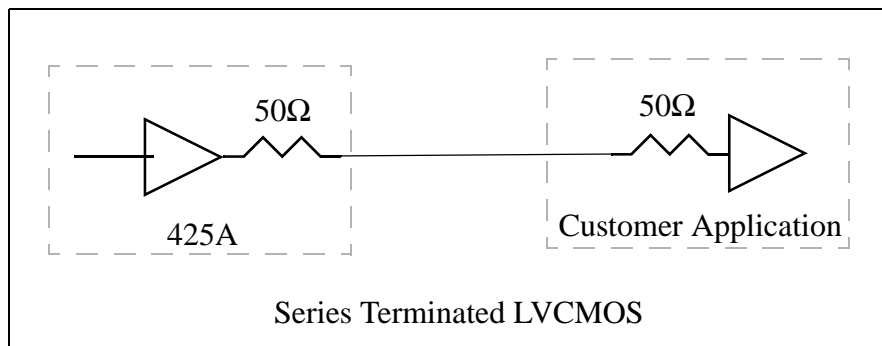 50Ω
50Ω
425A
Customer Application
Series Terminated LVCMOS